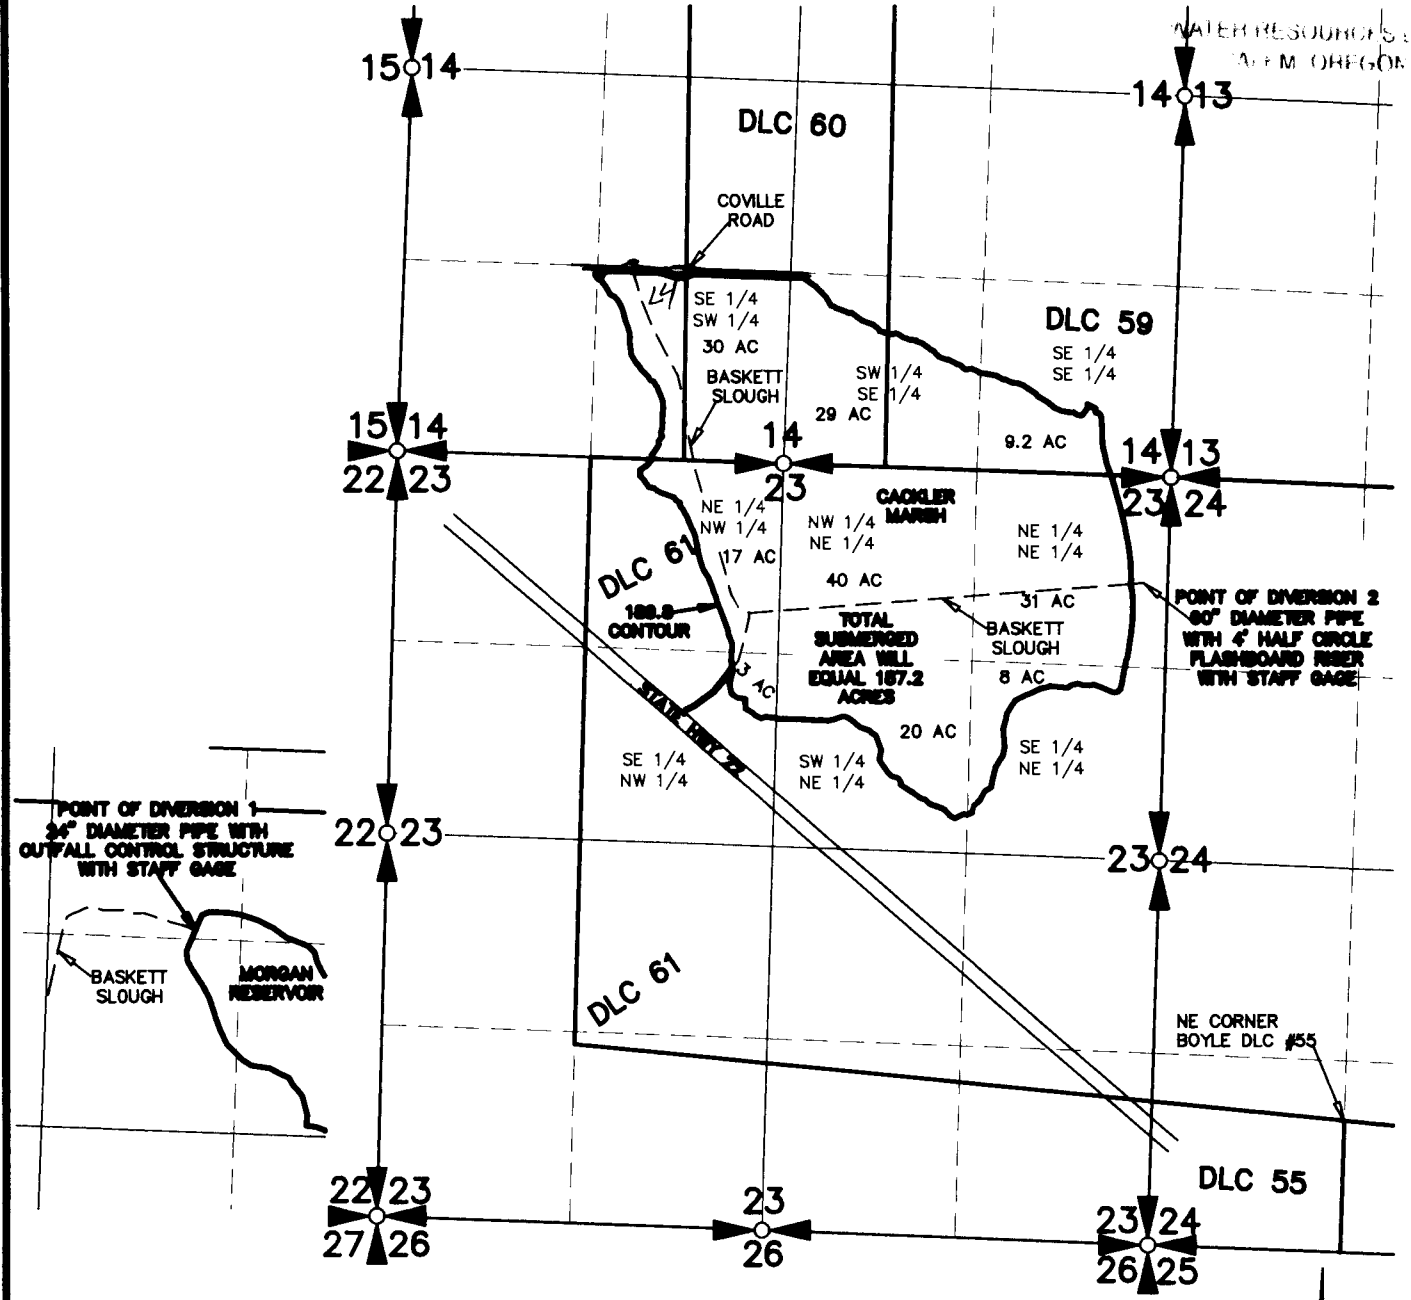 WATER RESOURCES
SALEM OREGON
15 14
14 13
DLC 60
COVILLE
ROAD
L4
SE 1/4
SW 1/4
30 AC
DLC 59
SE 1/4
SE 1/4
BASKETT
SLOUGH
SW 1/4
SE 1/4
29 AC
9.2 AC
15 14
22 23
14
23
14 13
23 24
CACKLER
MARSH
NE 1/4
NW 1/4
17 AC
NW 1/4
NE 1/4
40 AC
NE 1/4
NE 1/4
31 AC
DLC 61
CONTOUR
POINT OF DIVERSION 2
60" DIAMETER PIPE
WITH 4' HALF CIRCLE
FLASHBOARD RISER
WITH STAFF GAGE
TOTAL
SUBMERGED
AREA WILL
EQUAL 187.2
ACRES
BASKETT
SLOUGH
3 AC
8 AC
20 AC
STATE HWY 22
SE 1/4
NW 1/4
SW 1/4
NE 1/4
SE 1/4
NE 1/4
POINT OF DIVERSION 1
24" DIAMETER PIPE WITH
OUTFALL CONTROL STRUCTURE
WITH STAFF GAGE
22 23
23 24
BASKETT
SLOUGH
MORGAN
RESERVOIR
DLC 61
NE CORNER
BOYLE DLC #55
DLC 55
22 23
27 26
23
26
23 24
26 25